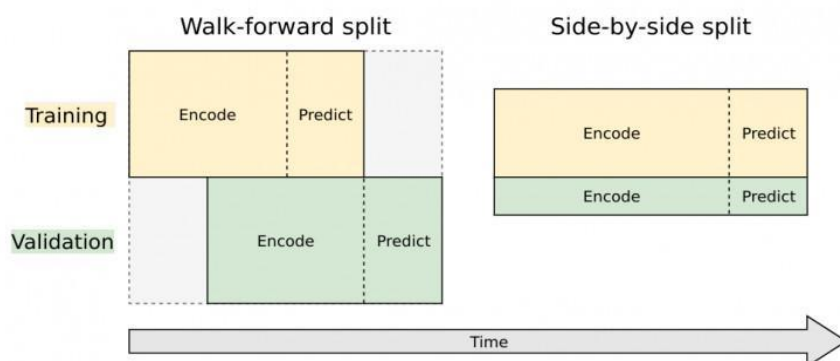 Walk-forward split
Side-by-side split
Training
Encode
Predict
Encode
Predict
Encode
Predict
Validation
Encode
Predict
Time